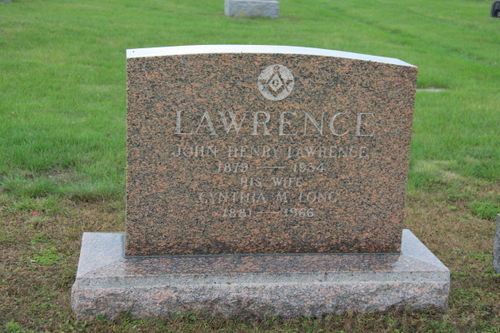 G
LAWRENCE
JOHN HENRY LAWRENCE
1879 — 1954
HIS WIFE
CYNTHIA M. LONG
1881 — 1966